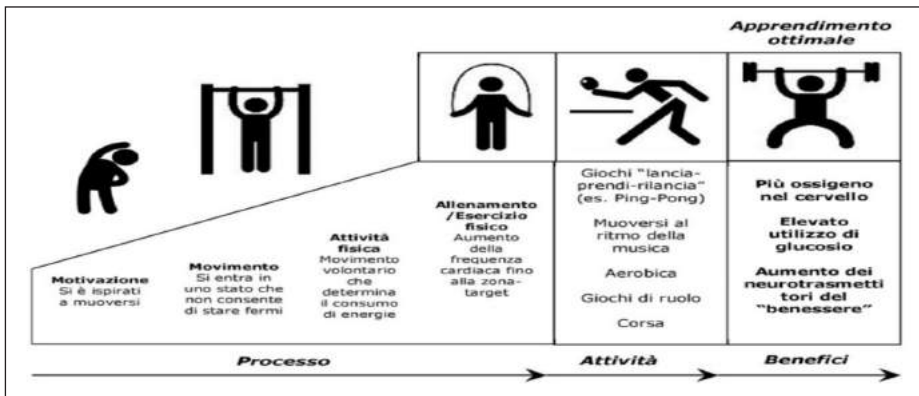 Apprendimento
ottimale
Motivazione
Si è ispirati
a muoversi
Movimento
Si entra in
uno stato che
non consente
di stare fermi
Attività
fisica
Movimento
volontario
che
determina
il consumo
di energie
Allenamento
/Esercizio
fisico
Aumento
della
frequenza
cardiaca fino
alla zona-
target
Giochi “lancia-
prendi-rilancia”
(es. Ping-Pong)
Muoversi al
ritmo della
musica
Aerobica
Giochi di ruolo
Corsa
Più ossigeno
nel cervello
Elevato
utilizzo di
glucosio
Aumento dei
neurotrasmetti
tori del
“benessere”
Processo
Attività
Benefici